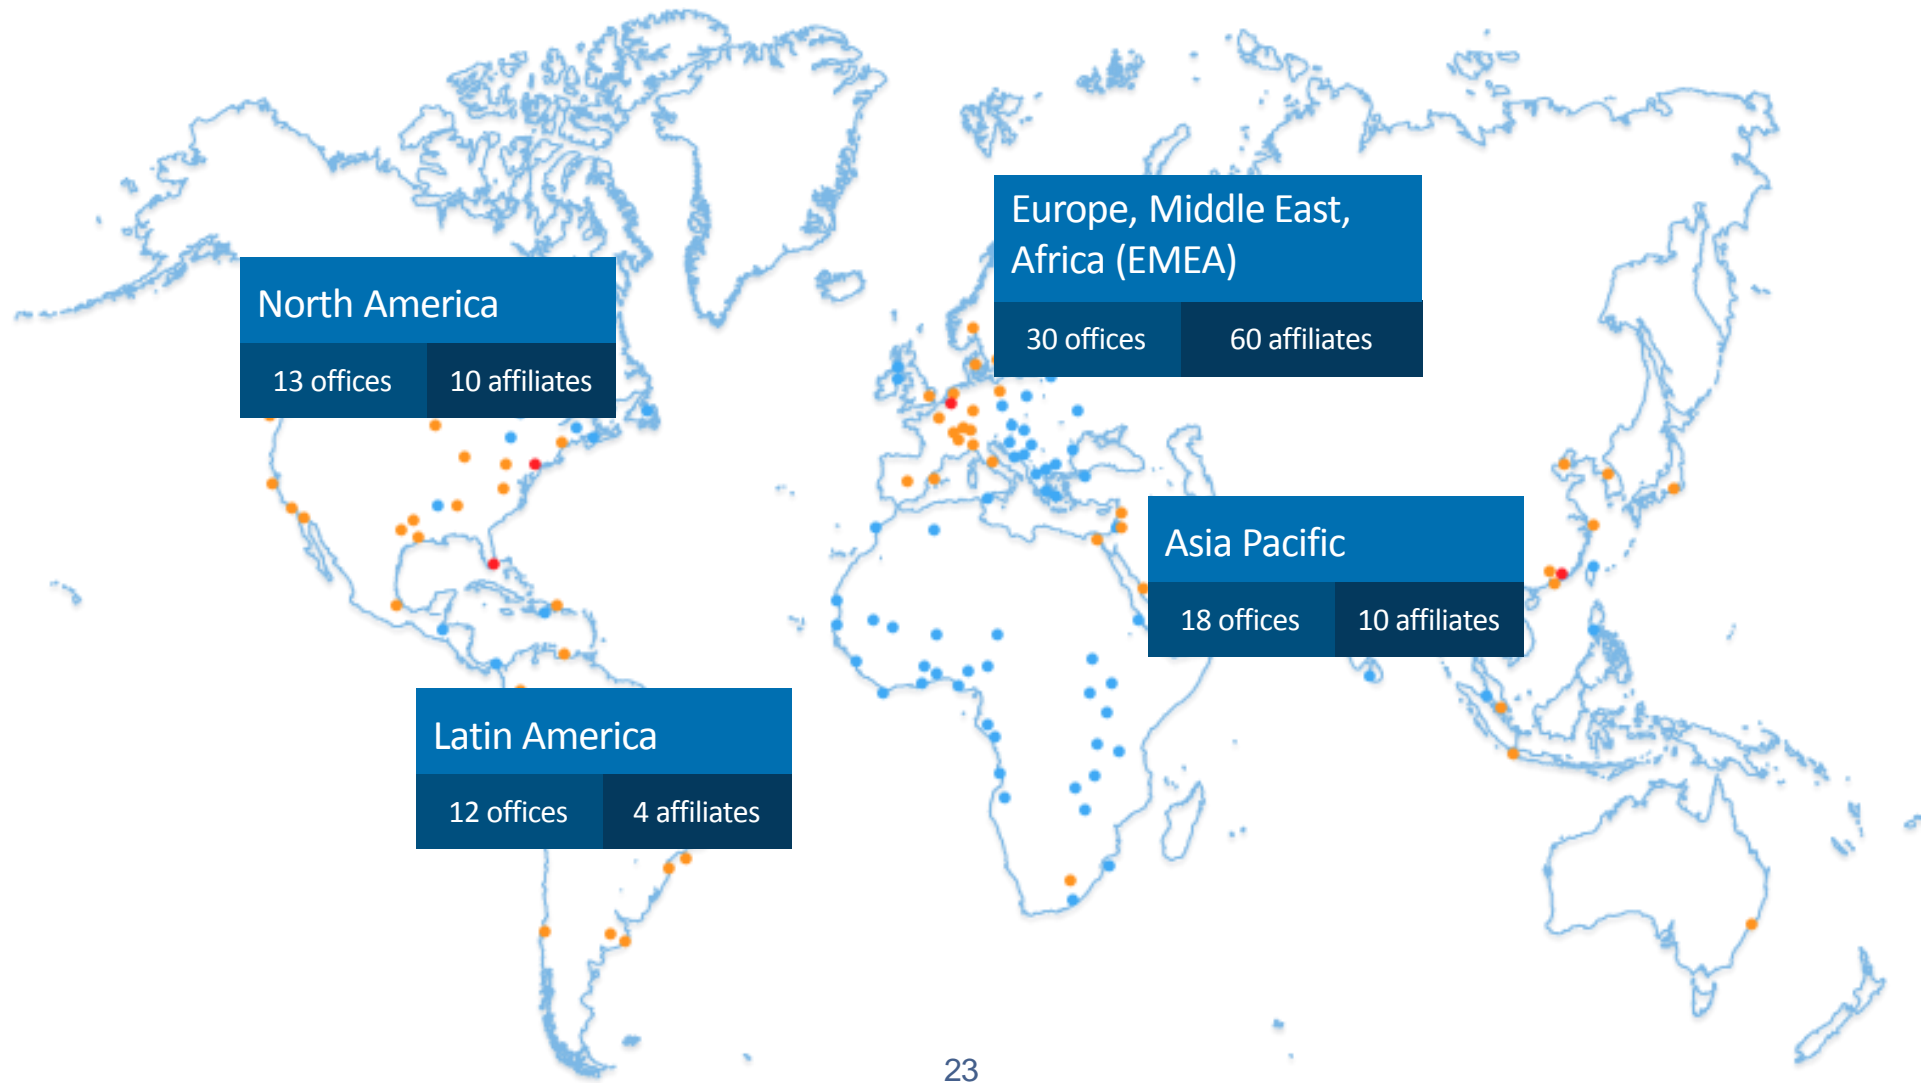 Europe, Middle East,
Africa (EMEA)
30 offices 60 affiliates
North America
13 offices 10 affiliates
Asia Pacific
18 offices 10 affiliates
Latin America
12 offices 4 affiliates
23